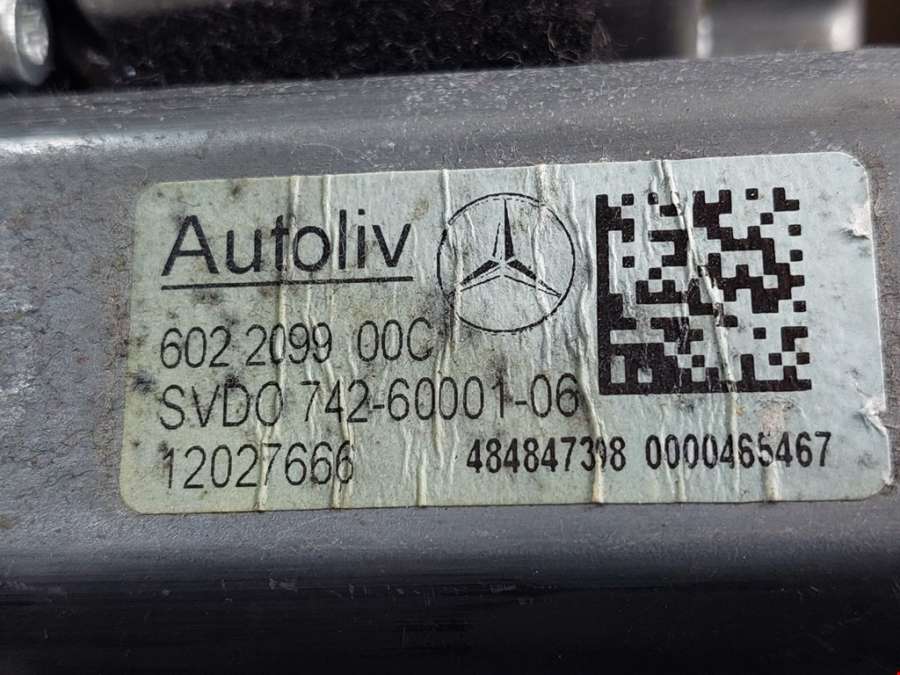 Autoliv
602 2099 00C
SVDO 742-60001-06
12027666
484847398 0000465467